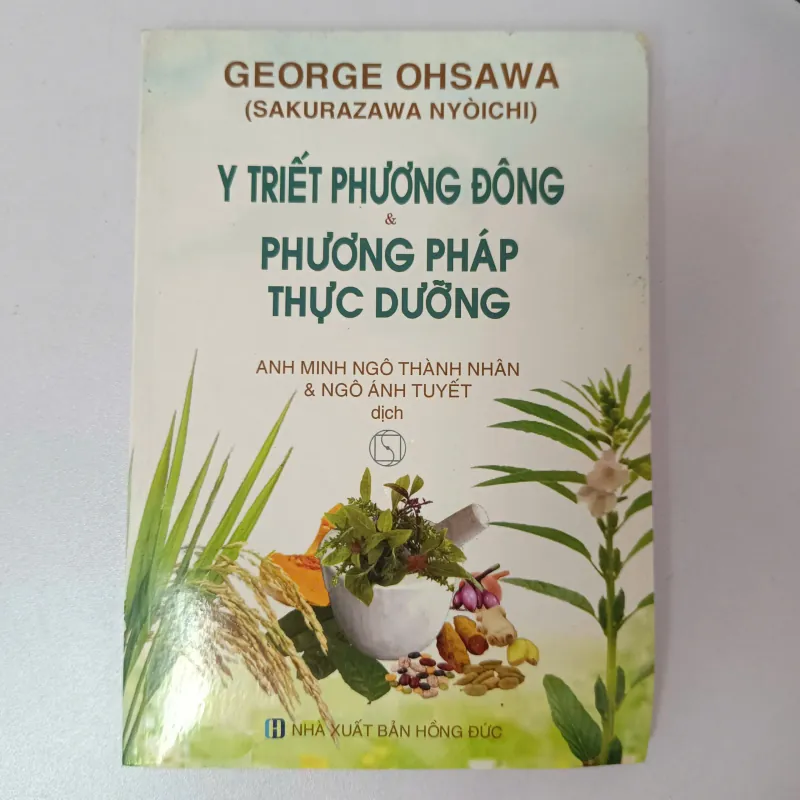 GEORGE OHSAWA
(SAKURAZAWA NYÒICHI)
Y TRIẾT PHƯƠNG ĐÔNG
&
PHƯƠNG PHÁP
THỰC DƯỠNG
ANH MINH NGÔ THÀNH NHÂN
& NGÔ ÁNH TUYẾT
dịch
NHÀ XUẤT BẢN HỒNG ĐỨC